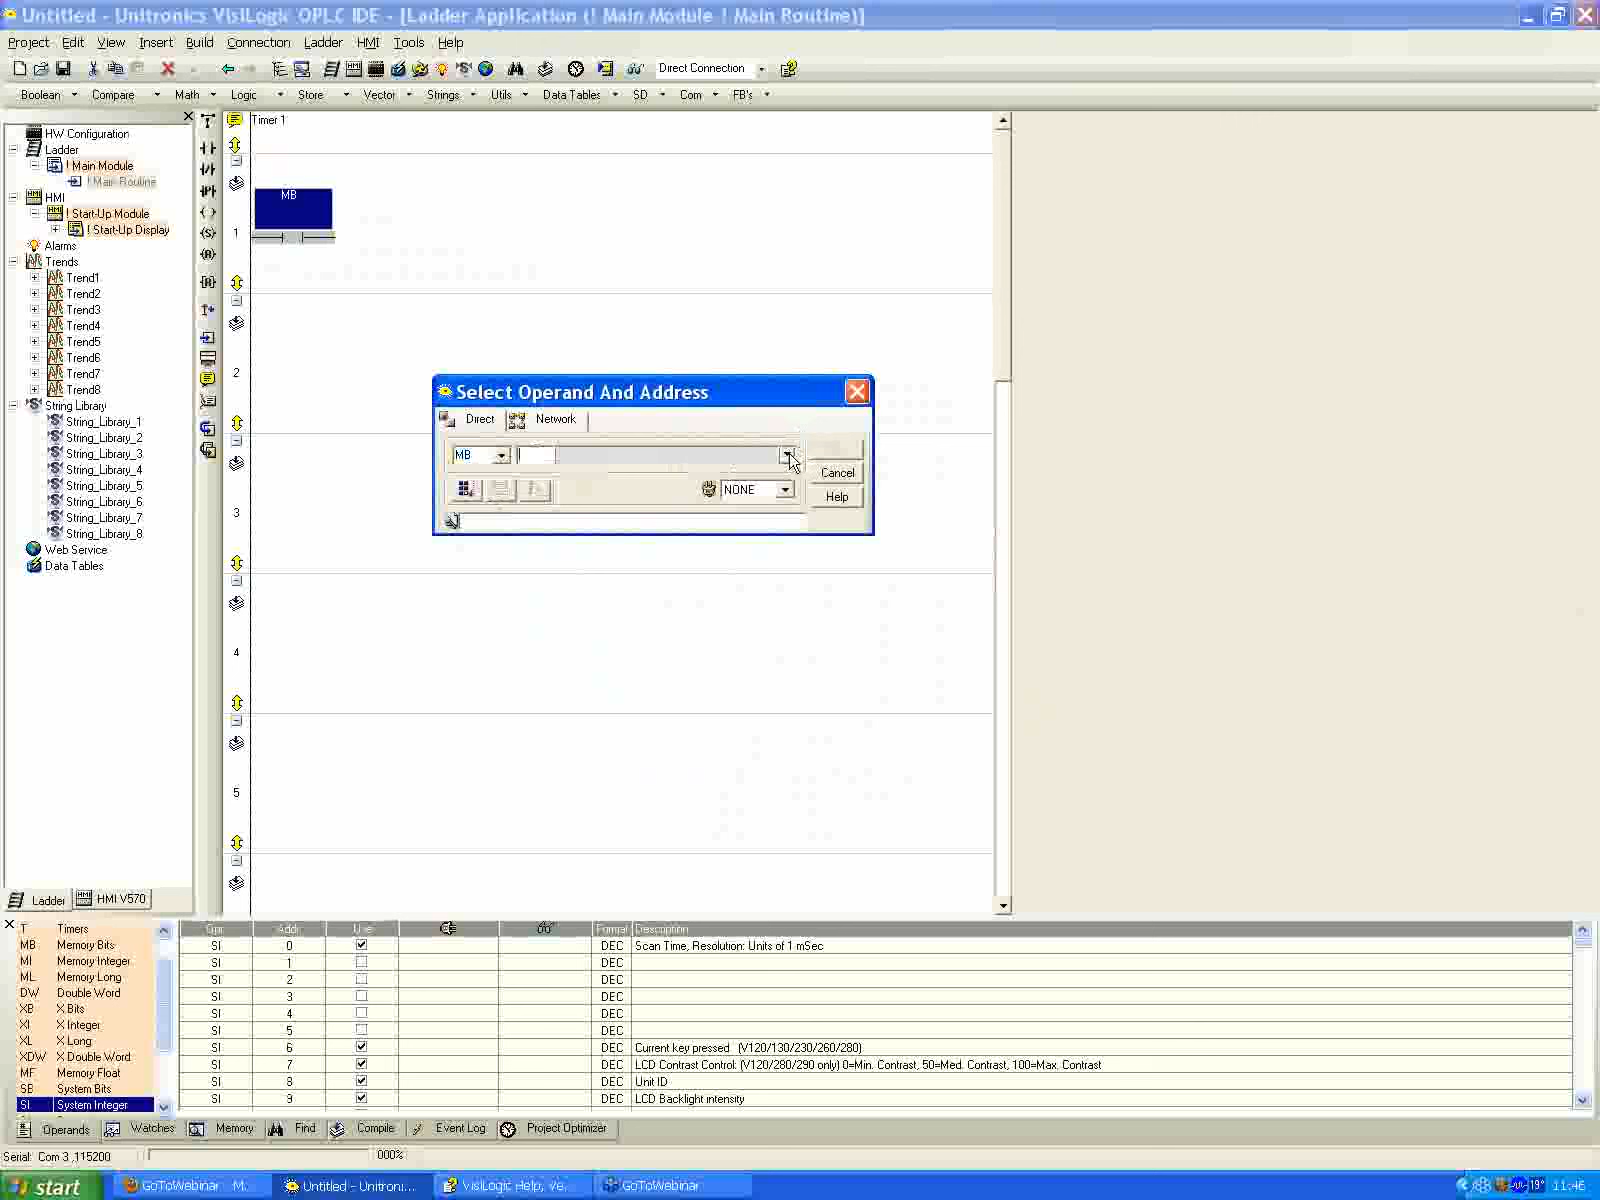 Untitled - Unitronics VisiLogic OPLC IDE - [Ladder Application (! Main Module ! Main Routine)]
Project Edit View Insert Build Connection Ladder HMI Tools Help
Direct Connection
Boolean Compare Math Logic Store Vector Strings Utils Data Tables SD Com FB's
HW Configuration
Ladder
! Main Module
! Main Routine
HMI
! Start-Up Module
! Start-Up Display
Alarms
Trends
Trend1
Trend2
Trend3
Trend4
Trend5
Trend6
Trend7
Trend8
String Library
String_Library_1
String_Library_2
String_Library_3
String_Library_4
String_Library_5
String_Library_6
String_Library_7
String_Library_8
Web Service
Data Tables
Ladder HMI V570
Timer 1
MB
1
2
3
4
5
Select Operand And Address
Direct Network
MB
Cancel
NONE
Help
T Timers
MB Memory Bits
MI Memory Integer
ML Memory Long
DW Double Word
XB X Bits
XI X Integer
XL X Long
XDW X Double Word
MF Memory Float
SB System Bits
SI System Integer
Opr Addr Use Format Description
SI 0 DEC Scan Time, Resolution: Units of 1 mSec
SI 1 DEC
SI 2 DEC
SI 3 DEC
SI 4 DEC
SI 5 DEC
SI 6 DEC Current key pressed (V120/130/230/260/280)
SI 7 DEC LCD Contrast Control: (V120/280/290 only) 0=Min. Contrast, 50=Med. Contrast, 100=Max. Contrast
SI 8 DEC Unit ID
SI 9 DEC LCD Backlight intensity
Operands Watches Memory Find Compile Event Log Project Optimizer
Serial: Com 3 ,115200 000%
start GoToWebinar - M... Untitled - Unitroni... VisiLogic Help, Ve... GoToWebinar 19° 11:46